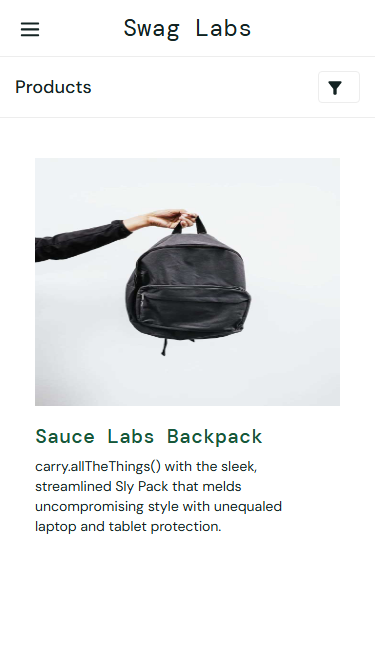 Swag Labs
Products
Sauce Labs Backpack
carry.allTheThings() with the sleek,
streamlined Sly Pack that melds
uncompromising style with unequaled
laptop and tablet protection.